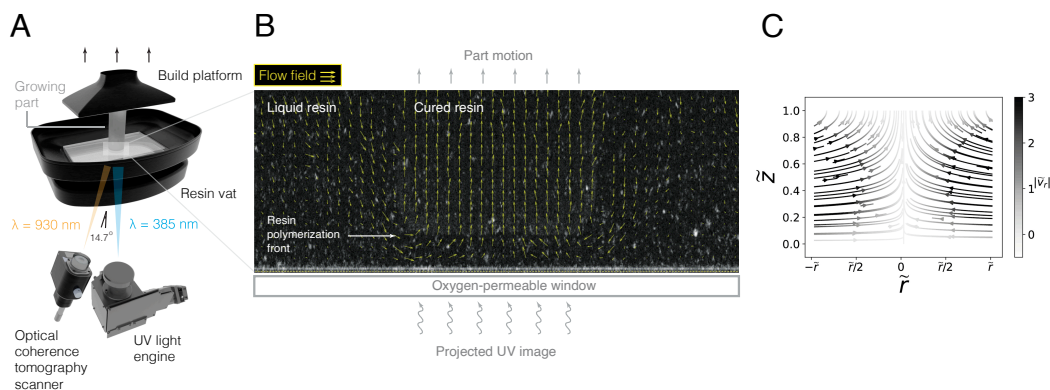 A
Build platform
Growing
part
Resin vat
λ = 930 nm
λ = 385 nm
14.7°
Optical
coherence
tomography
scanner
UV light
engine
B
Part motion
Flow field
Liquid resin
Cured resin
Resin
polymerization
front
Oxygen-permeable window
Projected UV image
C
1.0
0.8
0.6
0.4
0.2
0.0
z̃
−r̃
r̃/2
0
r̃/2
r̃
r̃
3
2
1
0
|ṽᵣ|